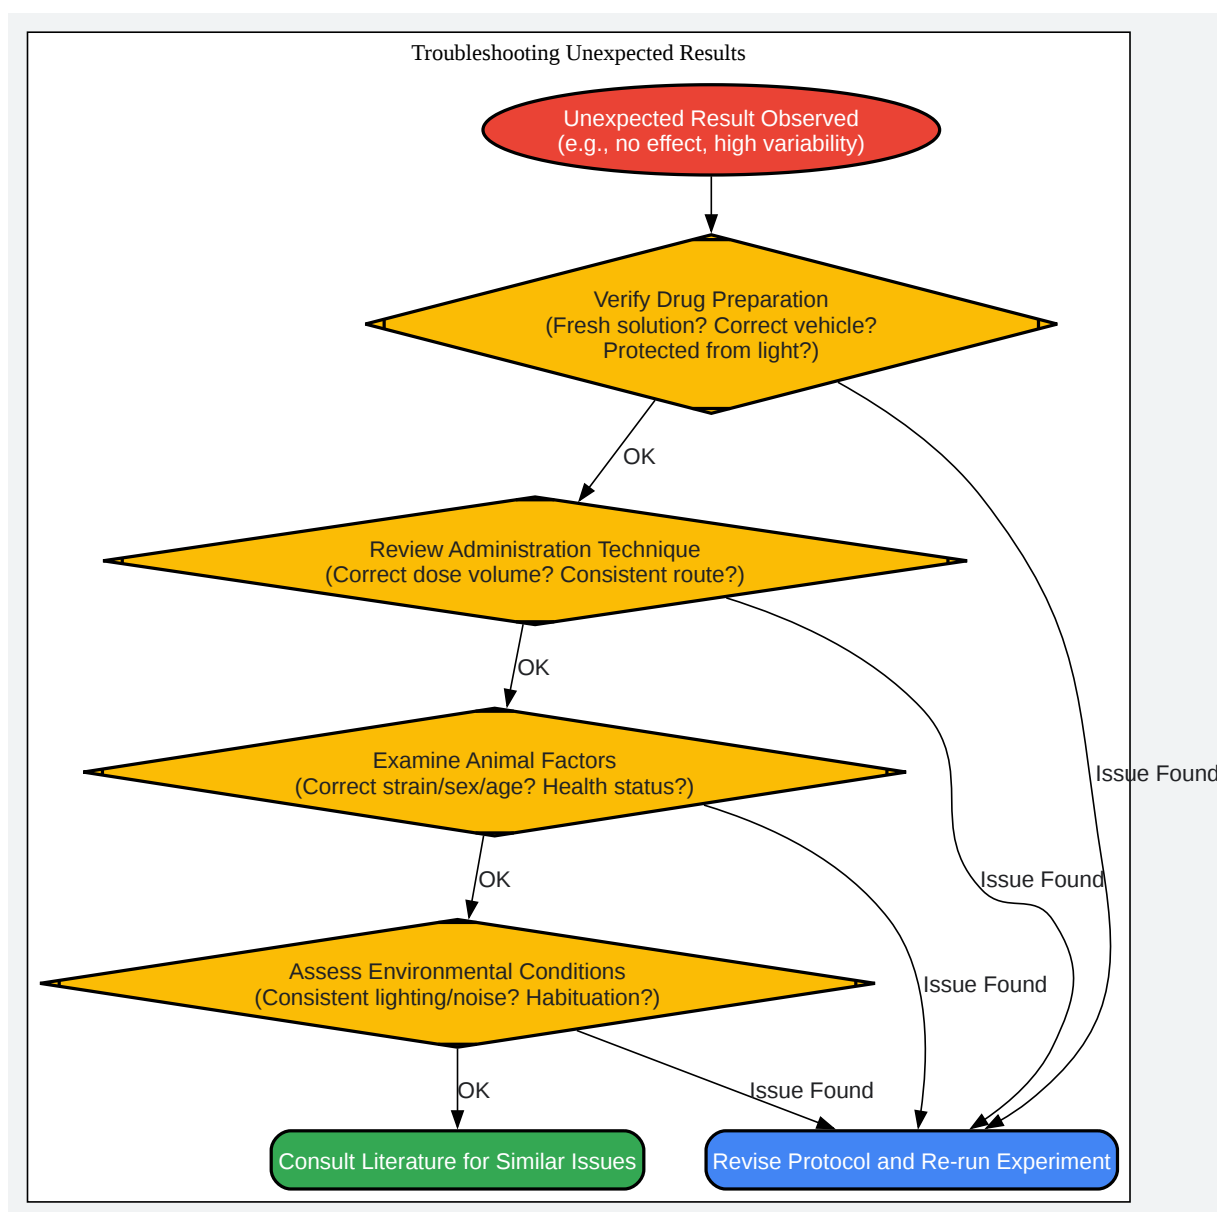 Troubleshooting Unexpected Results
Unexpected Result Observed
(e.g., no effect, high variability)
Verify Drug Preparation
(Fresh solution? Correct vehicle?
Protected from light?)
OK
Review Administration Technique
(Correct dose volume? Consistent route?)
OK
Examine Animal Factors
(Correct strain/sex/age? Health status?)
Issue Found
OK
Issue Found
Assess Environmental Conditions
(Consistent lighting/noise? Habituation?)
Issue Found
OK
Issue Found
Consult Literature for Similar Issues
Revise Protocol and Re-run Experiment